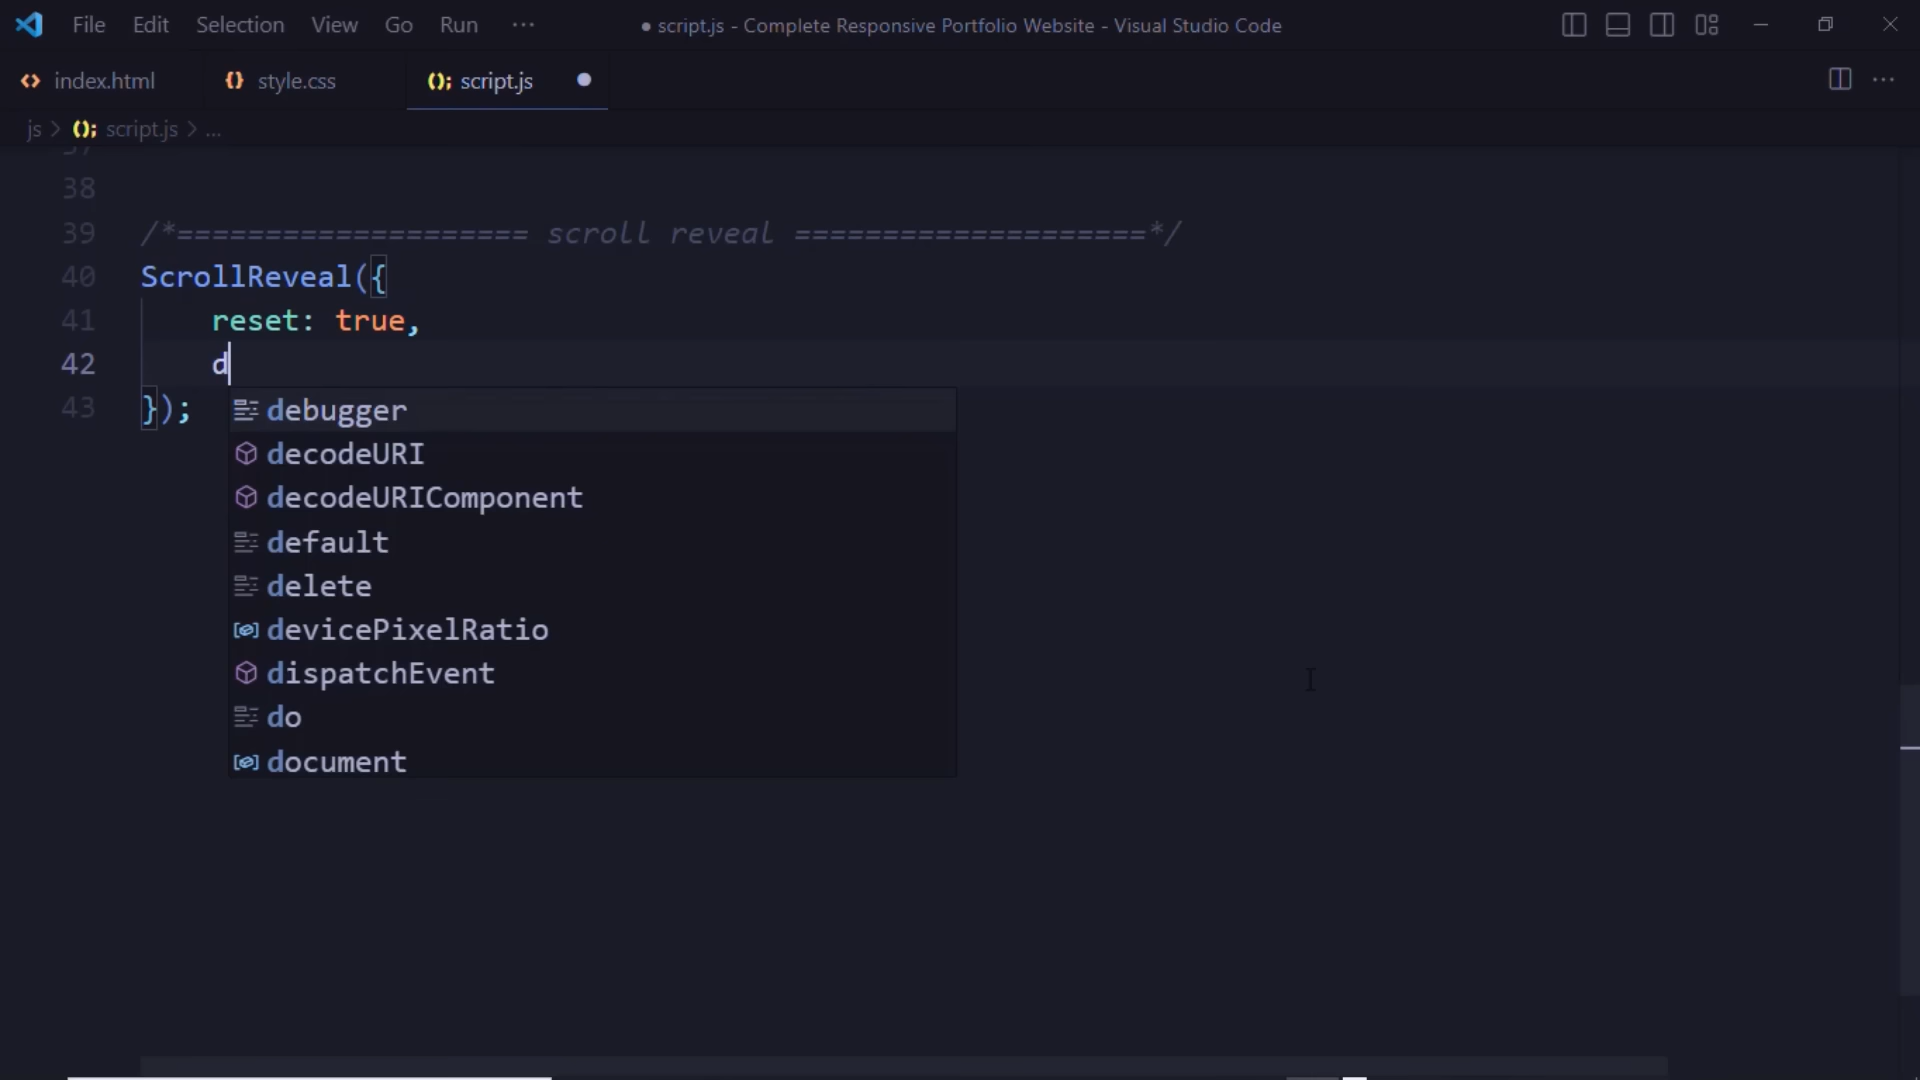 File Edit Selection View Go Run ···
● script.js - Complete Responsive Portfolio Website - Visual Studio Code
index.html
style.css
script.js
js > script.js > ...
38
39 /*==================== scroll reveal ====================*/
40 ScrollReveal({
41 reset: true,
42 d
43 });
debugger
decodeURI
decodeURIComponent
default
delete
devicePixelRatio
dispatchEvent
do
document